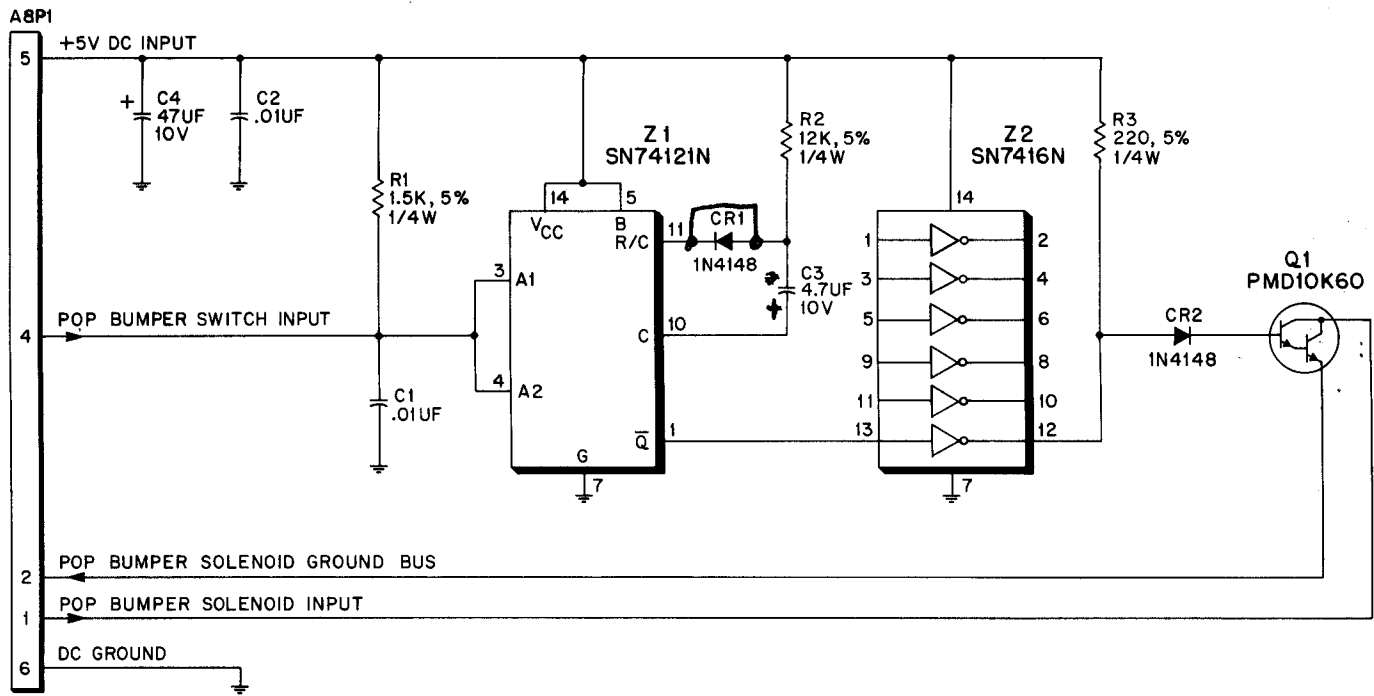 A8P1
5
+5V DC INPUT
+
C4
47UF
10V
C2
.01UF
R1
1.5K, 5%
1/4W
Z1
SN74121N
R2
12K, 5%
1/4W
Z2
SN7416N
R3
220, 5%
1/4W
14
5
VCC
B
R/C
11
CR1
1N4148
C3
4.7UF
10V
+
14
1
2
3
4
5
6
9
8
11
10
13
12
3
A1
4
A2
C
10
Q̅
1
G
7
7
4
POP BUMPER SWITCH INPUT
C1
.01UF
CR2
1N4148
Q1
PMD10K60
2
POP BUMPER SOLENOID GROUND BUS
1
POP BUMPER SOLENOID INPUT
6
DC GROUND